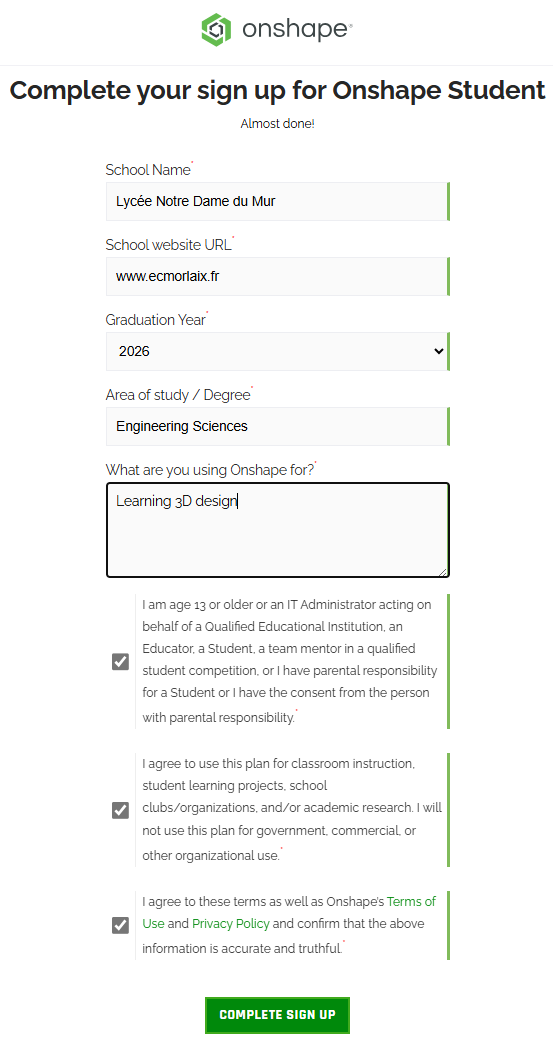 onshape®
Complete your sign up for Onshape Student
Almost done!
School Name*
Lycée Notre Dame du Mur
School website URL*
www.ecmorlaix.fr
Graduation Year*
2026
Area of study / Degree*
Engineering Sciences
What are you using Onshape for?*
Learning 3D design
I am age 13 or older or an IT Administrator acting on
behalf of a Qualified Educational Institution, an
Educator, a Student, a team mentor in a qualified
student competition, or I have parental responsibility
for a Student or I have the consent from the person
with parental responsibility.*
I agree to use this plan for classroom instruction,
student learning projects, school
clubs/organizations, and/or academic research. I will
not use this plan for government, commercial, or
other organizational use.*
I agree to these terms as well as Onshape's Terms of
Use and Privacy Policy and confirm that the above
information is accurate and truthful.*
COMPLETE SIGN UP